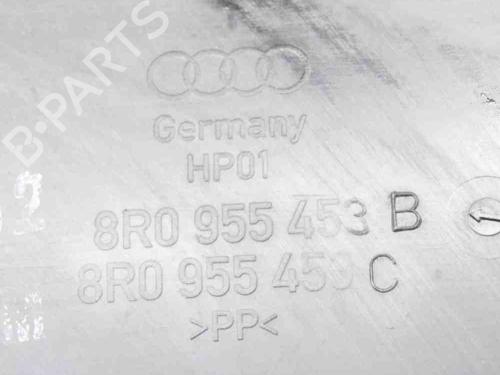 B-PARTS
Germany
HP01
8R0 955 453 B
8R0 955 453 C
>PP<